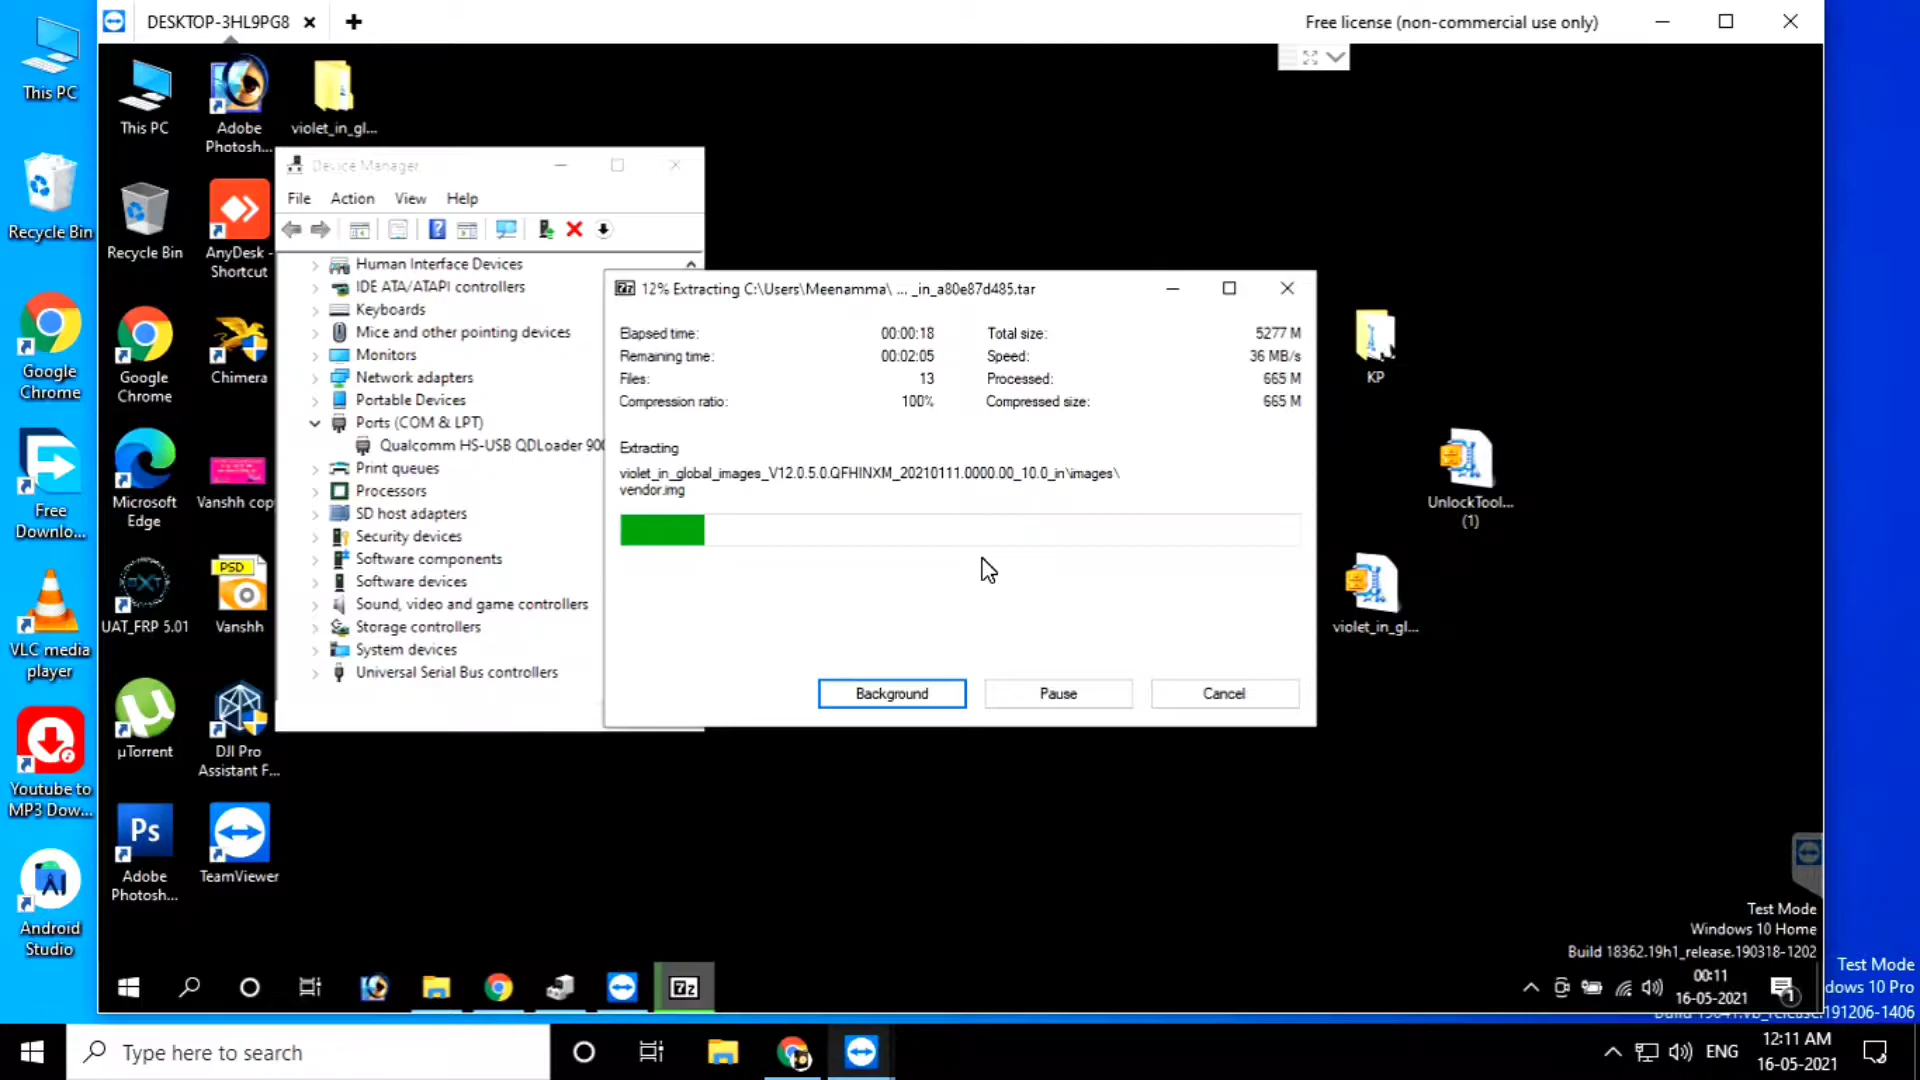 DESKTOP-3HL9PG8
Free license (non-commercial use only)
This PC
Recycle Bin
Google
Chrome
Free
Downlo...
VLC media
player
Youtube to
MP3 Dow...
Android
Studio
This PC
Adobe
Photosh...
violet_in_gl...
Recycle Bin
AnyDesk -
Shortcut
Google
Chrome
Chimera
Microsoft
Edge
Vanshh cop
UAT_FRP 5.01
PSD
Vanshh
µTorrent
DJI Pro
Assistant F...
Ps
Adobe
Photosh...
TeamViewer
Device Manager
File Action View Help
Human Interface Devices
IDE ATA/ATAPI controllers
Keyboards
Mice and other pointing devices
Monitors
Network adapters
Portable Devices
Ports (COM & LPT)
Qualcomm HS-USB QDLoader 900
Print queues
Processors
SD host adapters
Security devices
Software components
Software devices
Sound, video and game controllers
Storage controllers
System devices
Universal Serial Bus controllers
7z 12% Extracting C:\Users\Meenamma\ ... _in_a80e87d485.tar
Elapsed time: 00:00:18 Total size: 5277 M
Remaining time: 00:02:05 Speed: 36 MB/s
Files: 13 Processed: 665 M
Compression ratio: 100% Compressed size: 665 M
Extracting
violet_in_global_images_V12.0.5.0.QFHINXM_20210111.0000.00_10.0_in\images\
vendor.img
Background Pause Cancel
KP
UnlockTool...
(1)
violet_in_gl...
Test Mode
Windows 10 Home
Build 18362.19h1_release.190318-1202
7z
00:11
16-05-2021
1
Test Mode
dows 10 Pro
191206-1406
Type here to search
ENG
12:11 AM
16-05-2021